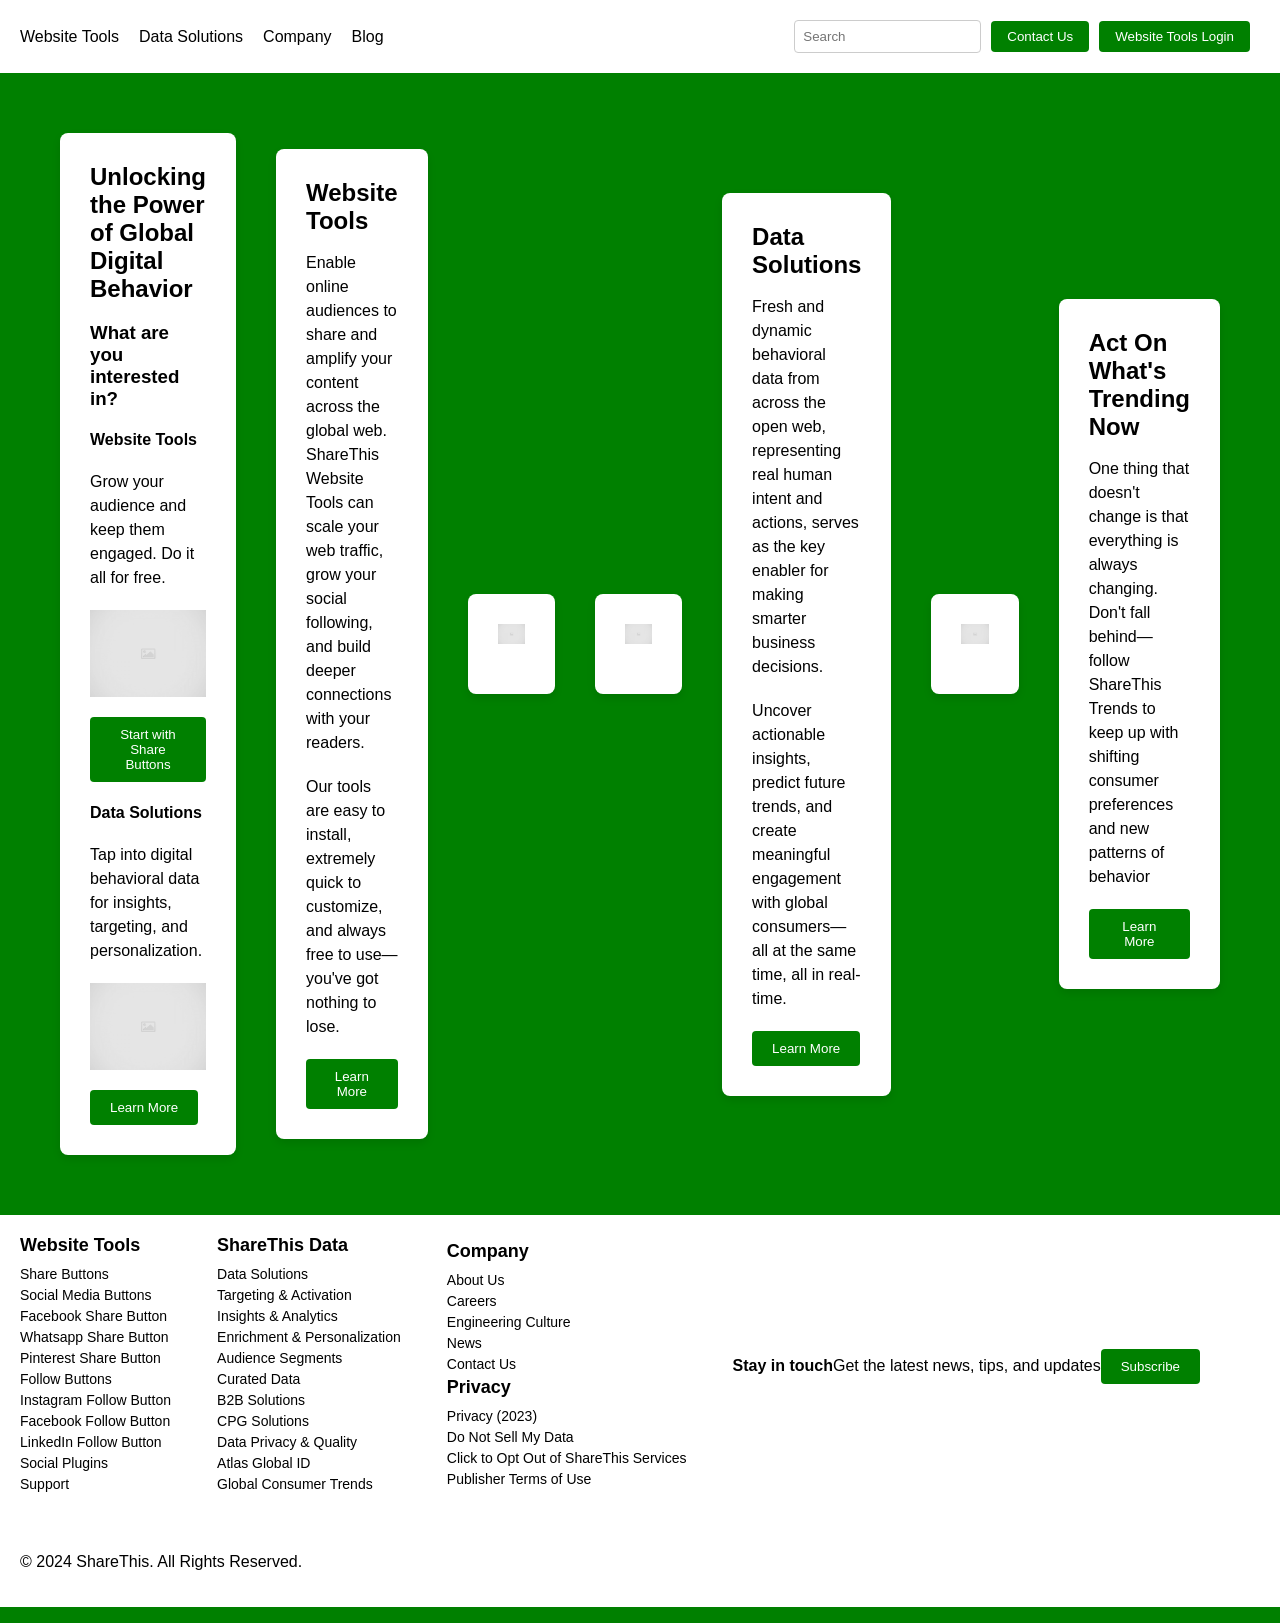 Website Tools
Data Solutions
Company
Blog
Search
Contact Us
Website Tools Login
Unlocking
the Power
of Global
Digital
Behavior
What are
you
interested
in?
Website Tools
Grow your
audience and
keep them
engaged. Do it
all for free.
Start with
Share
Buttons
Data Solutions
Tap into digital
behavioral data
for insights,
targeting, and
personalization.
Learn More
Website
Tools
Enable
online
audiences to
share and
amplify your
content
across the
global web.
ShareThis
Website
Tools can
scale your
web traffic,
grow your
social
following,
and build
deeper
connections
with your
readers.
Our tools
are easy to
install,
extremely
quick to
customize,
and always
free to use—
you've got
nothing to
lose.
Learn
More
Data
Solutions
Fresh and
dynamic
behavioral
data from
across the
open web,
representing
real human
intent and
actions, serves
as the key
enabler for
making
smarter
business
decisions.
Uncover
actionable
insights,
predict future
trends, and
create
meaningful
engagement
with global
consumers—
all at the same
time, all in real-
time.
Learn More
Act On
What's
Trending
Now
One thing that
doesn't
change is that
everything is
always
changing.
Don't fall
behind—
follow
ShareThis
Trends to
keep up with
shifting
consumer
preferences
and new
patterns of
behavior
Learn
More
Website Tools
Share Buttons
Social Media Buttons
Facebook Share Button
Whatsapp Share Button
Pinterest Share Button
Follow Buttons
Instagram Follow Button
Facebook Follow Button
LinkedIn Follow Button
Social Plugins
Support
ShareThis Data
Data Solutions
Targeting & Activation
Insights & Analytics
Enrichment & Personalization
Audience Segments
Curated Data
B2B Solutions
CPG Solutions
Data Privacy & Quality
Atlas Global ID
Global Consumer Trends
Company
About Us
Careers
Engineering Culture
News
Contact Us
Privacy
Privacy (2023)
Do Not Sell My Data
Click to Opt Out of ShareThis Services
Publisher Terms of Use
Stay in touchGet the latest news, tips, and updates
Subscribe
© 2024 ShareThis. All Rights Reserved.